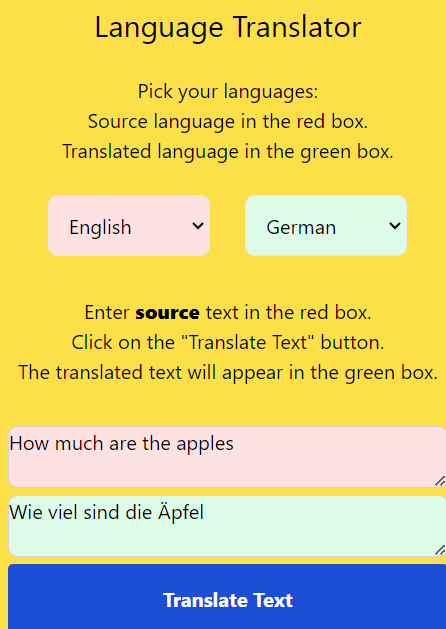 Language Translator
Pick your languages:
Source language in the red box.
Translated language in the green box.
English German
Enter source text in the red box.
Click on the "Translate Text" button.
The translated text will appear in the green box.
How much are the apples
Wie viel sind die Äpfel
Translate Text